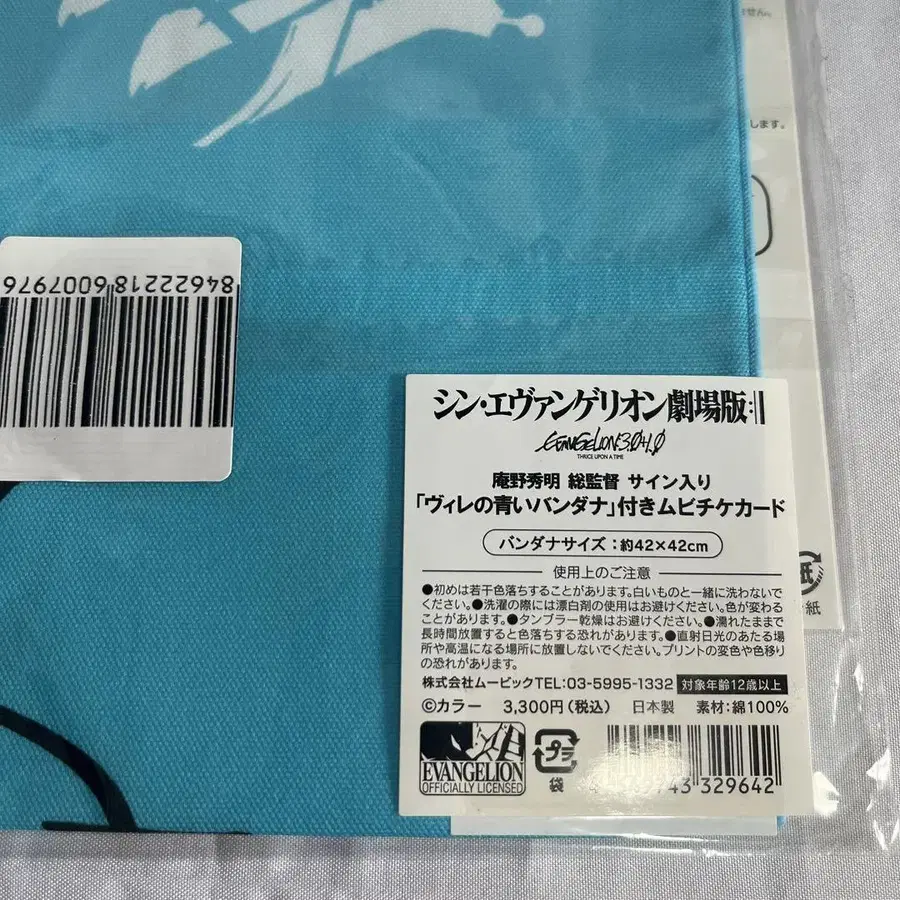 ません。
します。
8462222186007976
シン・エヴァンゲリオン劇場版:||
EVANGELION:3.0+1.0
THRICE UPON A TIME
庵野秀明 総監督 サイン入り
「ヴィレの青いバンダナ」付きムビチケカード
バンダナサイズ:約42×42cm
使用上のご注意
●初めは若干色落ちすることがあります。白いものと一緒に洗わないで
ください。●洗濯の際には漂白剤の使用はお避けください。色が変わる
ことがあります。●タンブラー乾燥はお避けください。●濡れたままで
長時間放置すると色落ちする恐れがあります。●直射日光のあたる場
所や高温になる場所に放置しないでください。プリントの変色や色移り
の恐れがあります。
株式会社ムービックTEL:03-5995-1332 対象年齢12歳以上
©カラー 3,300円(税込) 日本製 素材:綿100%
EVANGELION
OFFICIALLY LICENSED
プラ
袋
329642
紙
紙